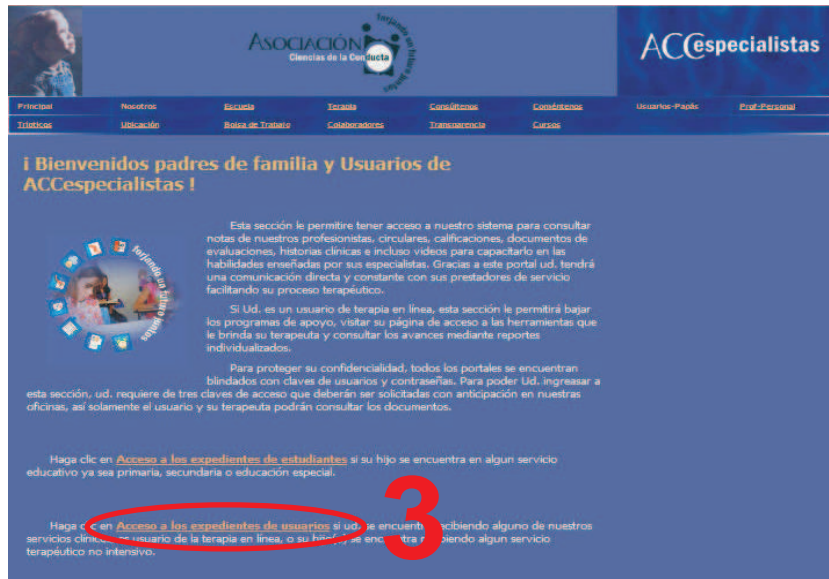 forjando un futuro juntos
ASOCIACIÓN
Ciencias de la Conducta
ACCespecialistas
Principal Nosotros Escuela Terapia Consúltenos Coméntenos Usuarios-Papás Prof-Personal
Trípticos Ubicación Bolsa de Trabajo Colaboradores Transparencia Cursos
¡ Bienvenidos padres de familia y Usuarios de
ACCespecialistas !
forjando un futuro juntos
Esta sección le permitire tener acceso a nuestro sistema para consultar
notas de nuestros profesionistas, circulares, calificaciones, documentos de
evaluaciones, historias clínicas e incluso videos para capacitarlo en las
habilidades enseñadas por sus especialistas. Gracias a este portal ud. tendrá
una comunicación directa y constante con sus prestadores de servicio
facilitando su proceso terapéutico.
Si Ud. es un usuario de terapia en línea, esta sección le permitirá bajar
los programas de apoyo, visitar su página de acceso a las herramientas que
le brinda su terapeuta y consultar los avances mediante reportes
individualizados.
Para proteger su confidencialidad, todos los portales se encuentran
blindados con claves de usuarios y contraseñas. Para poder Ud. ingreasar a
esta sección, ud. requiere de tres claves de acceso que deberán ser solicitadas con anticipación en nuestras
oficinas, así solamente el usuario y su terapeuta podrán consultar los documentos.
Haga clic en Acceso a los expedientes de estudiantes si su hijo se encuentra en algun servicio
educativo ya sea primaria, secundaria o educación especial.
3
Haga clic en Acceso a los expedientes de usuarios si ud. se encuentra recibiendo alguno de nuestros
servicios clínicos, es usuario de la terapia en línea, o su hijo(a) se encuentra recibiendo algun servicio
terapéutico no intensivo.